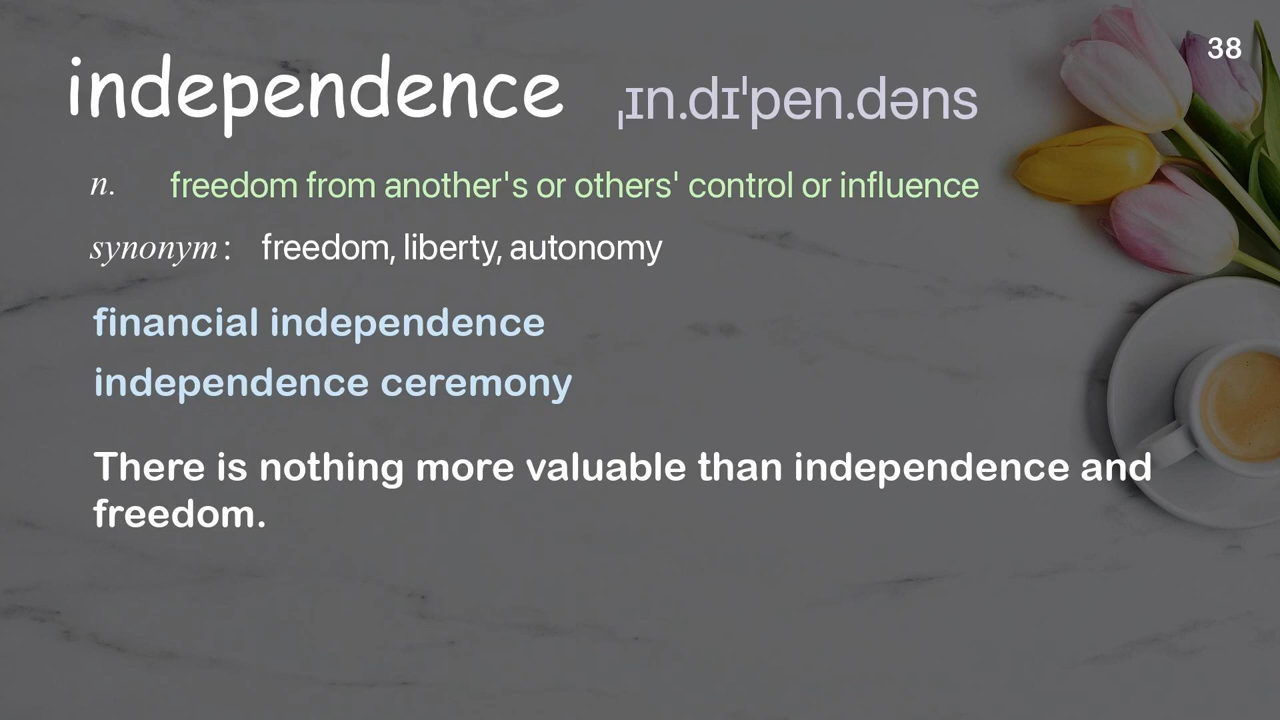 38
independence ˌɪn.dɪˈpen.dəns
n. freedom from another's or others' control or influence
synonym: freedom, liberty, autonomy
financial independence
independence ceremony
There is nothing more valuable than independence and
freedom.